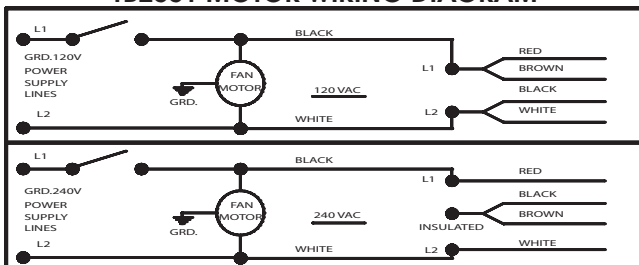 L1
BLACK
RED
GRD.120V
POWER
SUPPLY
LINES
FAN
MOTOR
GRD.
120 VAC
L1
BROWN
BLACK
L2
WHITE
L2
WHITE
L1
BLACK
RED
L1
GRD.240V
POWER
SUPPLY
LINES
FAN
MOTOR
GRD.
240 VAC
BLACK
BROWN
INSULATED
L2
WHITE
L2
WHITE